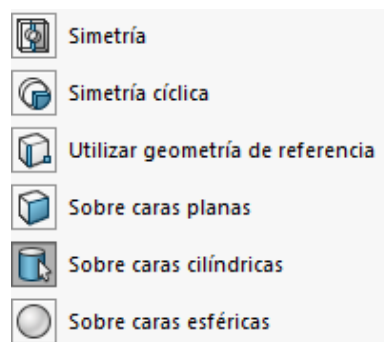 Simetría
Simetría cíclica
Utilizar geometría de referencia
Sobre caras planas
Sobre caras cilíndricas
Sobre caras esféricas